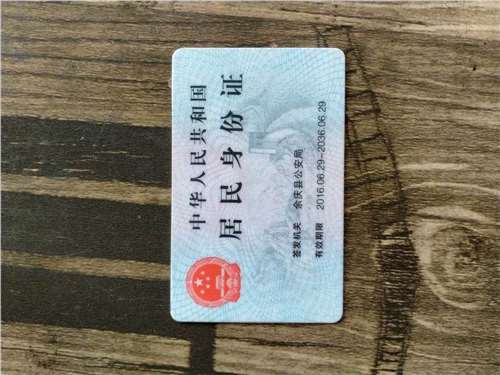 中华人民共和国
居民身份证
签发机关 余庆县公安局
有效期限 2016.06.29-2036.06.29